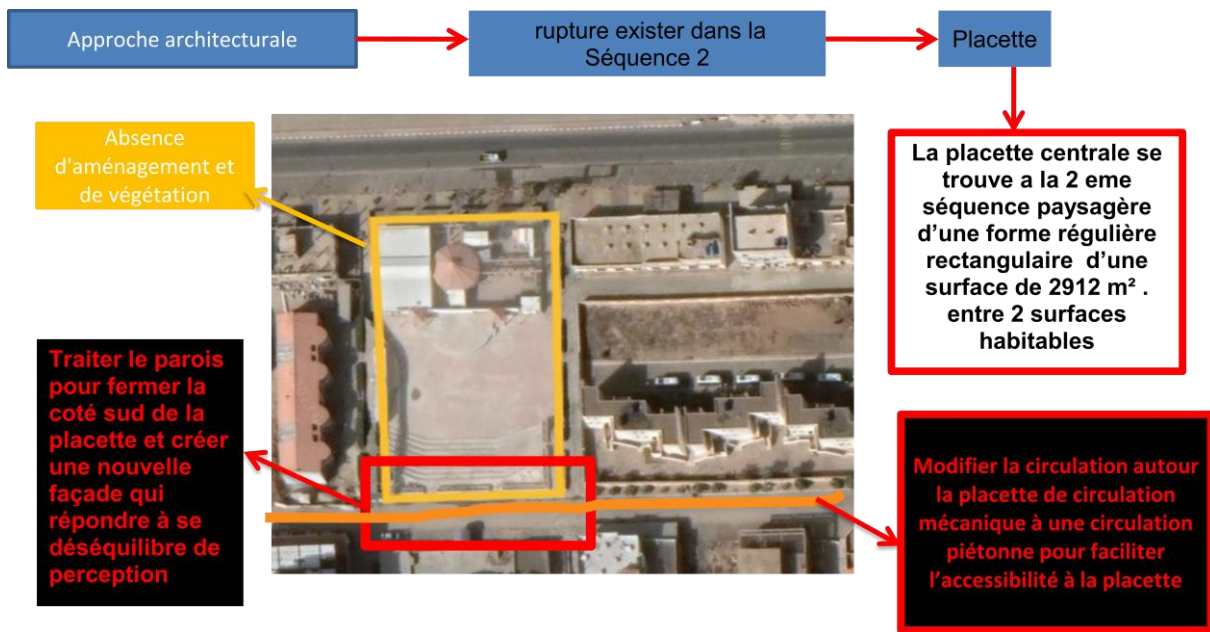 Approche architecturale
rupture exister dans la
Séquence 2
Placette
Absence
d'aménagement et
de végétation
La placette centrale se
trouve a la 2 eme
séquence paysagère
d'une forme régulière
rectangulaire d'une
surface de 2912 m² .
entre 2 surfaces
habitables
Traiter le parois
pour fermer la
coté sud de la
placette et créer
une nouvelle
façade qui
répondre à se
déséquilibre de
perception
Modifier la circulation autour
la placette de circulation
mécanique à une circulation
piétonne pour faciliter
l'accessibilité à la placette